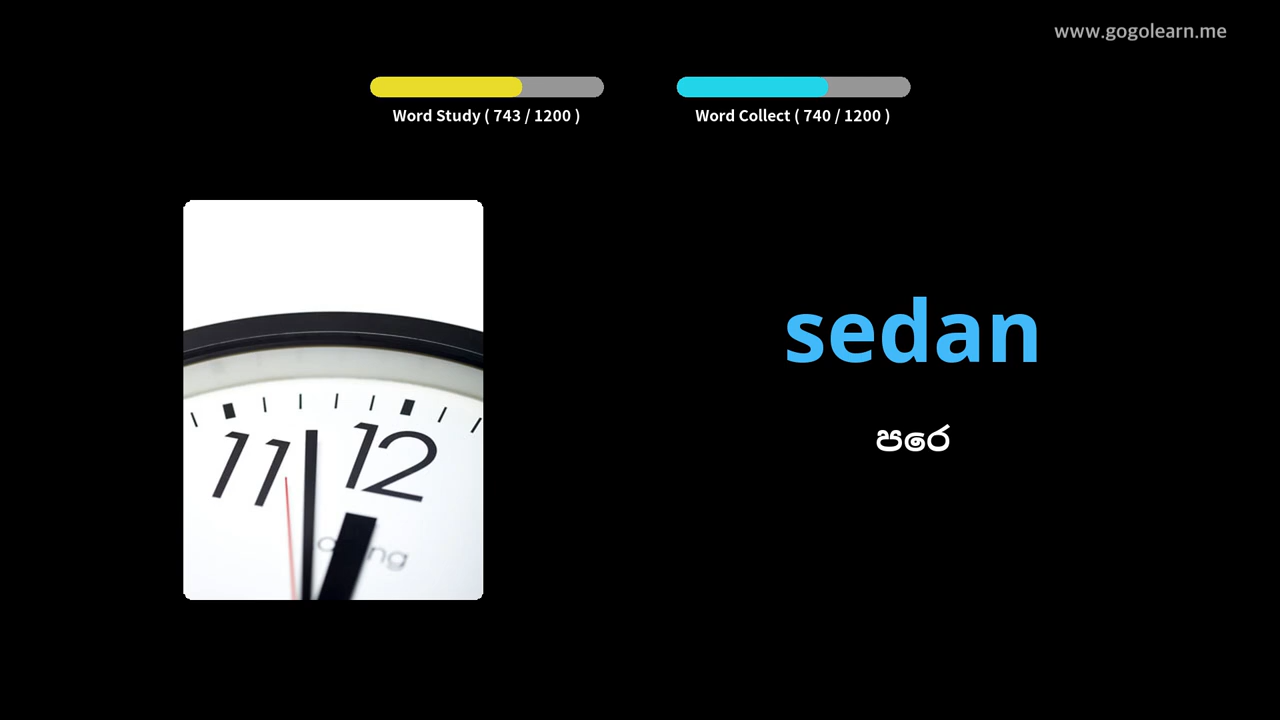 www.gogolearn.me
Word Study ( 743 / 1200 )
Word Collect ( 740 / 1200 )
sedan
පරෙ
11 12